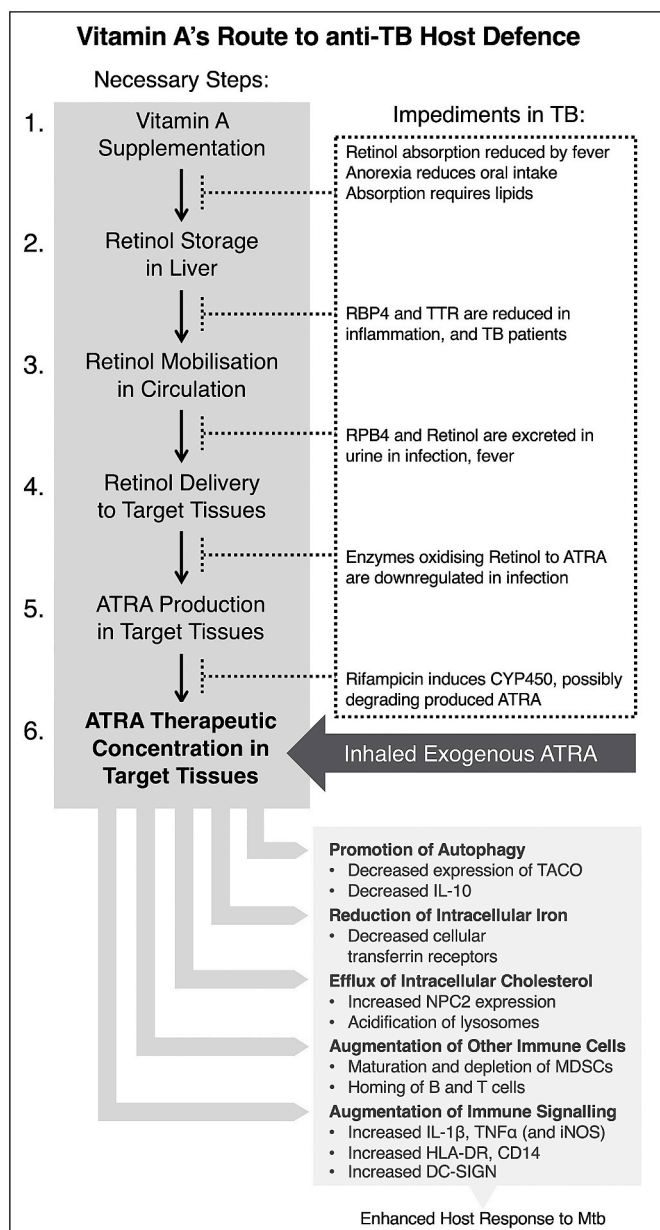 Vitamin A's Route to anti-TB Host Defence
Necessary Steps:
Impediments in TB:
1.
Vitamin A
Supplementation
Retinol absorption reduced by fever
Anorexia reduces oral intake
Absorption requires lipids
2.
Retinol Storage
in Liver
RBP4 and TTR are reduced in
inflammation, and TB patients
3.
Retinol Mobilisation
in Circulation
RPB4 and Retinol are excreted in
urine in infection, fever
4.
Retinol Delivery
to Target Tissues
Enzymes oxidising Retinol to ATRA
are downregulated in infection
5.
ATRA Production
in Target Tissues
Rifampicin induces CYP450, possibly
degrading produced ATRA
6.
ATRA Therapeutic
Concentration in
Target Tissues
Inhaled Exogenous ATRA
Promotion of Autophagy
• Decreased expression of TACO
• Decreased IL-10
Reduction of Intracellular Iron
• Decreased cellular
transferrin receptors
Efflux of Intracellular Cholesterol
• Increased NPC2 expression
• Acidification of lysosomes
Augmentation of Other Immune Cells
• Maturation and depletion of MDSCs
• Homing of B and T cells
Augmentation of Immune Signalling
• Increased IL-1β, TNFα (and iNOS)
• Increased HLA-DR, CD14
• Increased DC-SIGN
Enhanced Host Response to Mtb